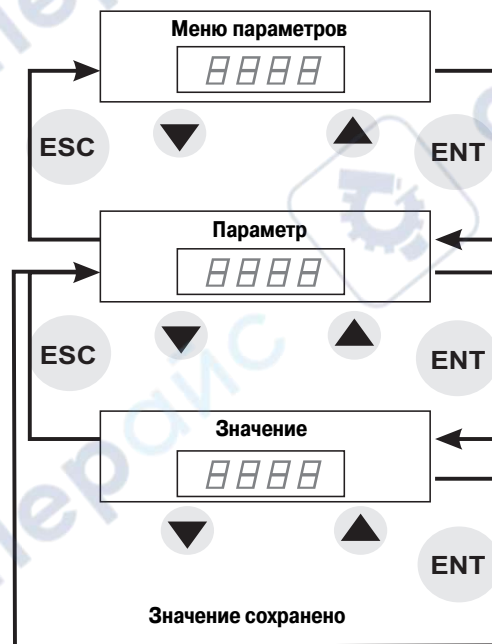 Меню параметров
8888
ESC
ENT
Параметр
8888
ESC
ENT
Значение
8888
ENT
Значение сохранено